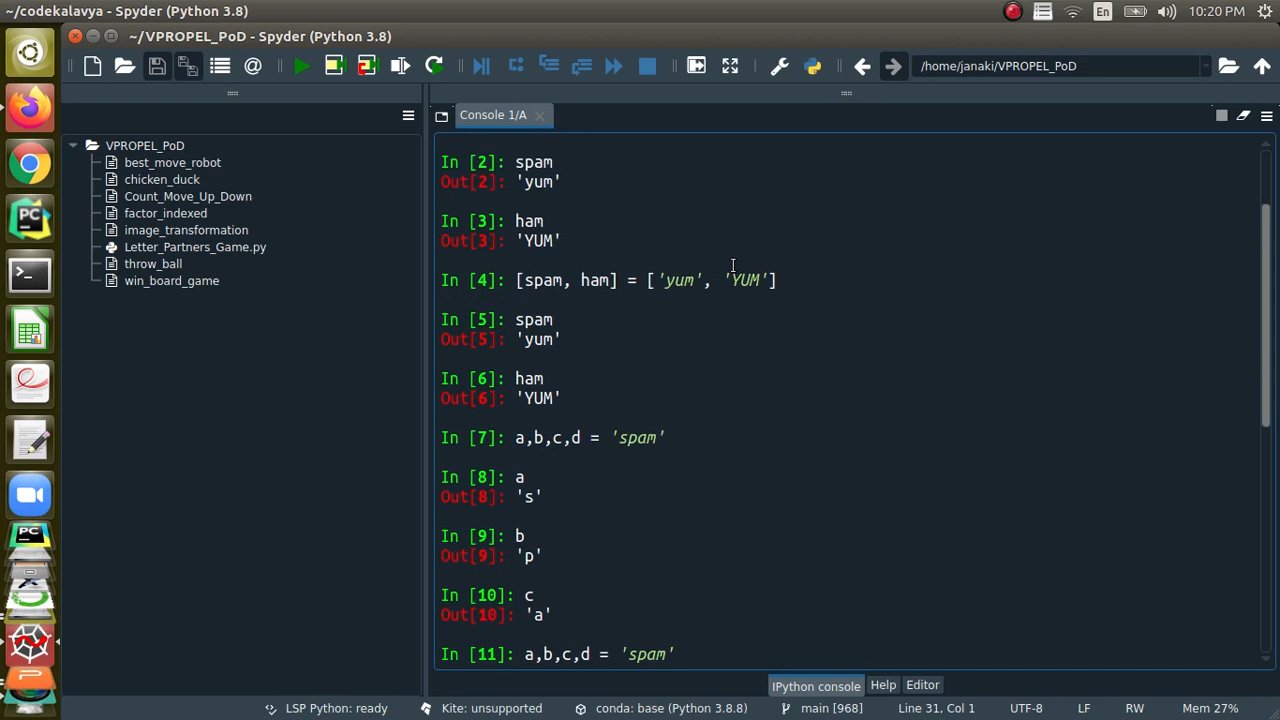 ~/codekalavya - Spyder (Python 3.8)
En
10:20 PM
~/VPROPEL_PoD - Spyder (Python 3.8)
/home/janaki/VPROPEL_PoD
Console 1/A
VPROPEL_PoD
best_move_robot
chicken_duck
Count_Move_Up_Down
factor_indexed
image_transformation
Letter_Partners_Game.py
throw_ball
win_board_game
In [2]: spam
Out[2]: 'yum'
In [3]: ham
Out[3]: 'YUM'
In [4]: [spam, ham] = ['yum', 'YUM']
In [5]: spam
Out[5]: 'yum'
In [6]: ham
Out[6]: 'YUM'
In [7]: a,b,c,d = 'spam'
In [8]: a
Out[8]: 's'
In [9]: b
Out[9]: 'p'
In [10]: c
Out[10]: 'a'
In [11]: a,b,c,d = 'spam'
IPython console
Help
Editor
LSP Python: ready
Kite: unsupported
conda: base (Python 3.8.8)
main [968]
Line 31, Col 1
UTF-8
LF
RW
Mem 27%
PC
PC
P